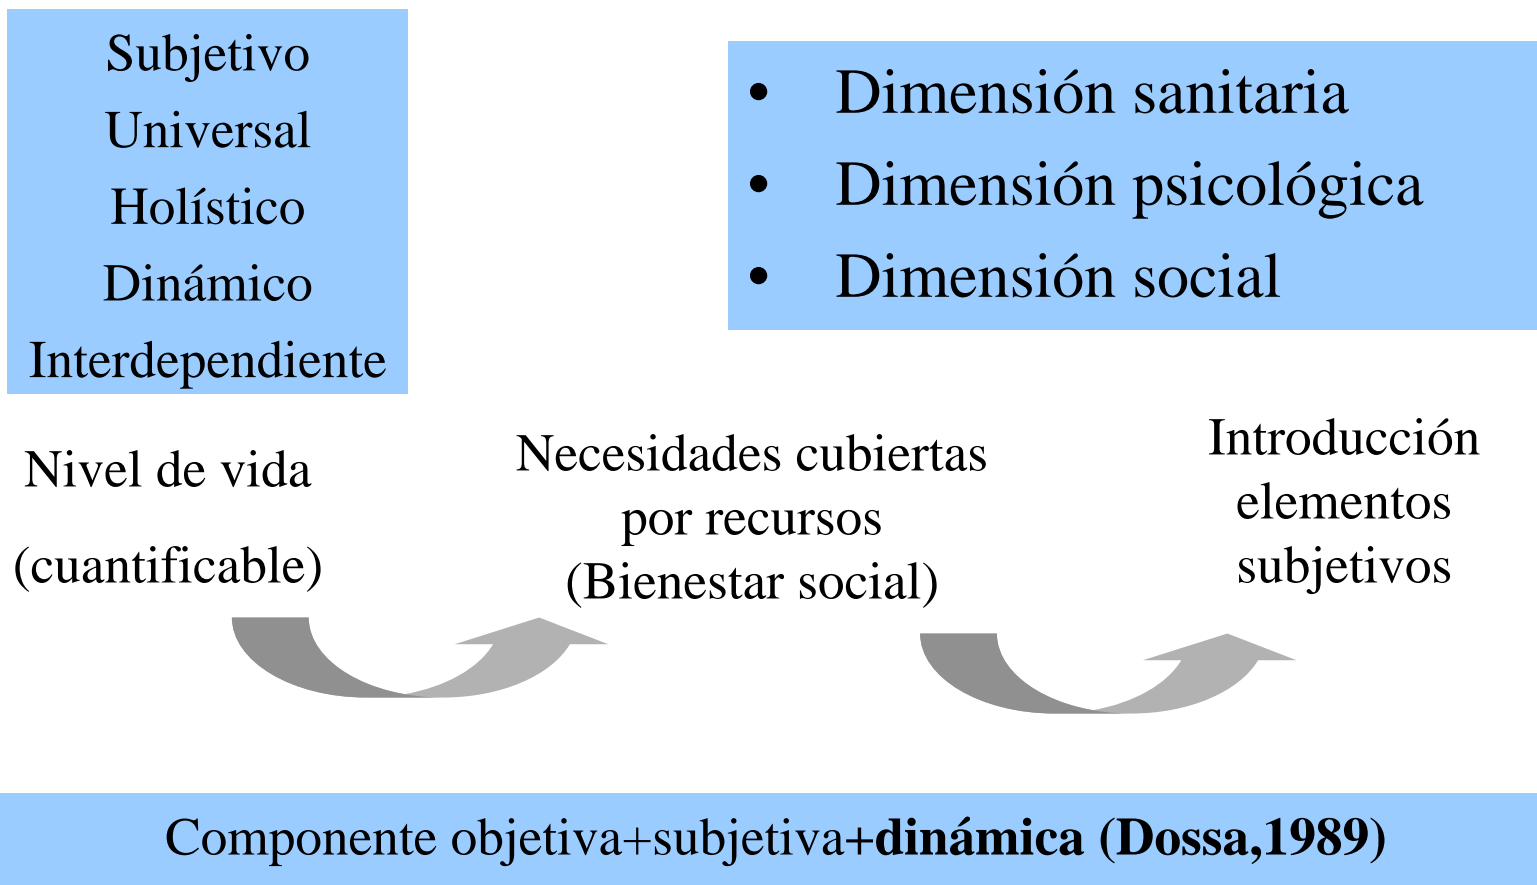 Subjetivo
Universal
Holístico
Dinámico
Interdependiente
• Dimensión sanitaria
• Dimensión psicológica
• Dimensión social
Nivel de vida
(cuantificable)
Necesidades cubiertas
por recursos
(Bienestar social)
Introducción
elementos
subjetivos
Componente objetiva+subjetiva+dinámica (Dossa,1989)